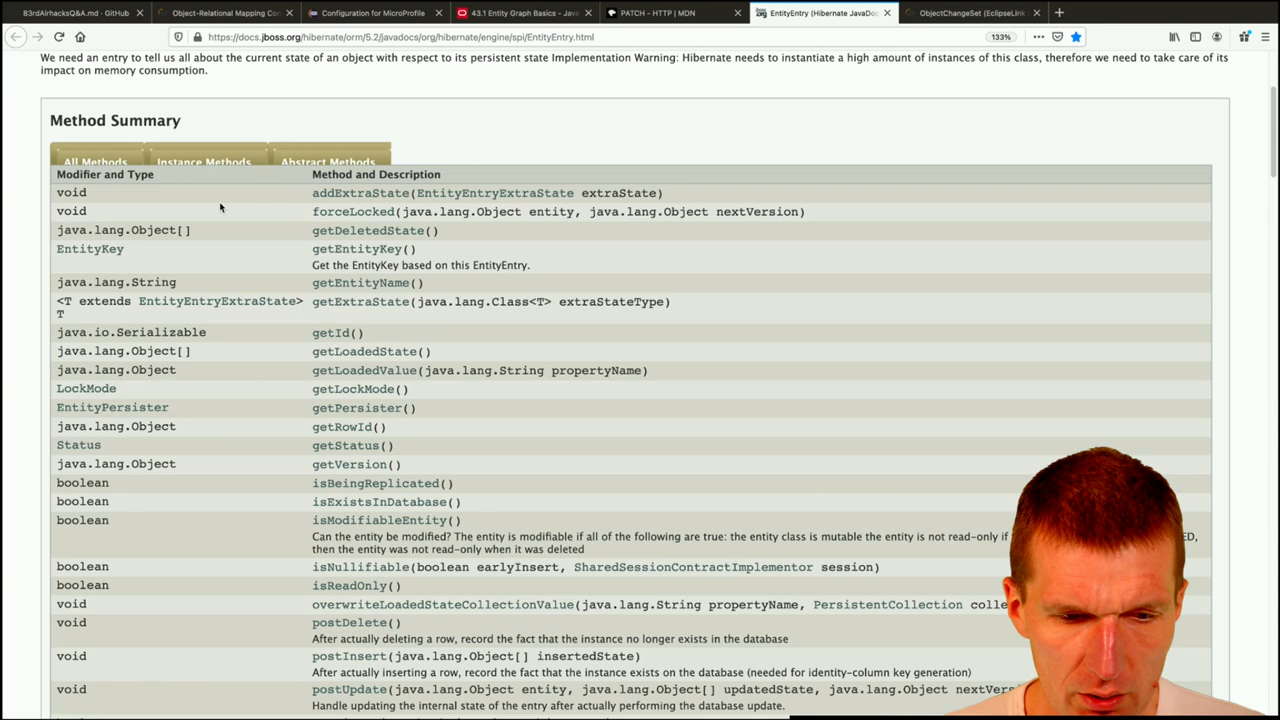 83rdAirhacksQ&A.md · GitHub
Object-Relational Mapping Co
Configuration for MicroProfile
43.1 Entity Graph Basics - Java
PATCH - HTTP | MDN
EntityEntry (Hibernate JavaDoc
ObjectChangeSet (EclipseLink
https://docs.jboss.org/hibernate/orm/5.2/javadocs/org/hibernate/engine/spi/EntityEntry.html
133%
We need an entry to tell us all about the current state of an object with respect to its persistent state Implementation Warning: Hibernate needs to instantiate a high amount of instances of this class, therefore we need to take care of its
impact on memory consumption.
Method Summary
All Methods Instance Methods Abstract Methods
Modifier and Type Method and Description
void addExtraState(EntityEntryExtraState extraState)
void forceLocked(java.lang.Object entity, java.lang.Object nextVersion)
java.lang.Object[] getDeletedState()
EntityKey getEntityKey()
Get the EntityKey based on this EntityEntry.
java.lang.String getEntityName()
<T extends EntityEntryExtraState> getExtraState(java.lang.Class<T> extraStateType)
T
java.io.Serializable getId()
java.lang.Object[] getLoadedState()
java.lang.Object getLoadedValue(java.lang.String propertyName)
LockMode getLockMode()
EntityPersister getPersister()
java.lang.Object getRowId()
Status getStatus()
java.lang.Object getVersion()
boolean isBeingReplicated()
boolean isExistsInDatabase()
boolean isModifiableEntity()
Can the entity be modified? The entity is modifiable if all of the following are true: the entity class is mutable the entity is not read-only if ED,
then the entity was not read-only when it was deleted
boolean isNullifiable(boolean earlyInsert, SharedSessionContractImplementor session)
boolean isReadOnly()
void overwriteLoadedStateCollectionValue(java.lang.String propertyName, PersistentCollection colle
void postDelete()
After actually deleting a row, record the fact that the instance no longer exists in the database
void postInsert(java.lang.Object[] insertedState)
After actually inserting a row, record the fact that the instance exists on the database (needed for identity-column key generation)
void postUpdate(java.lang.Object entity, java.lang.Object[] updatedState, java.lang.Object nextVers
Handle updating the internal state of the entry after actually performing the database update.